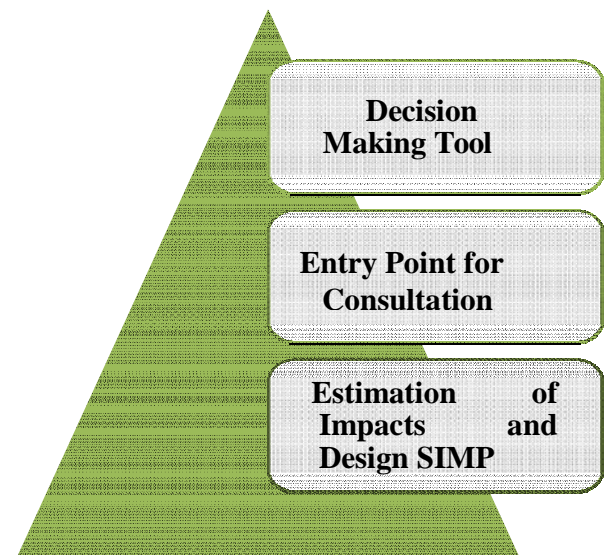 Decision
Making Tool
Entry Point for
Consultation
Estimation of
Impacts and
Design SIMP